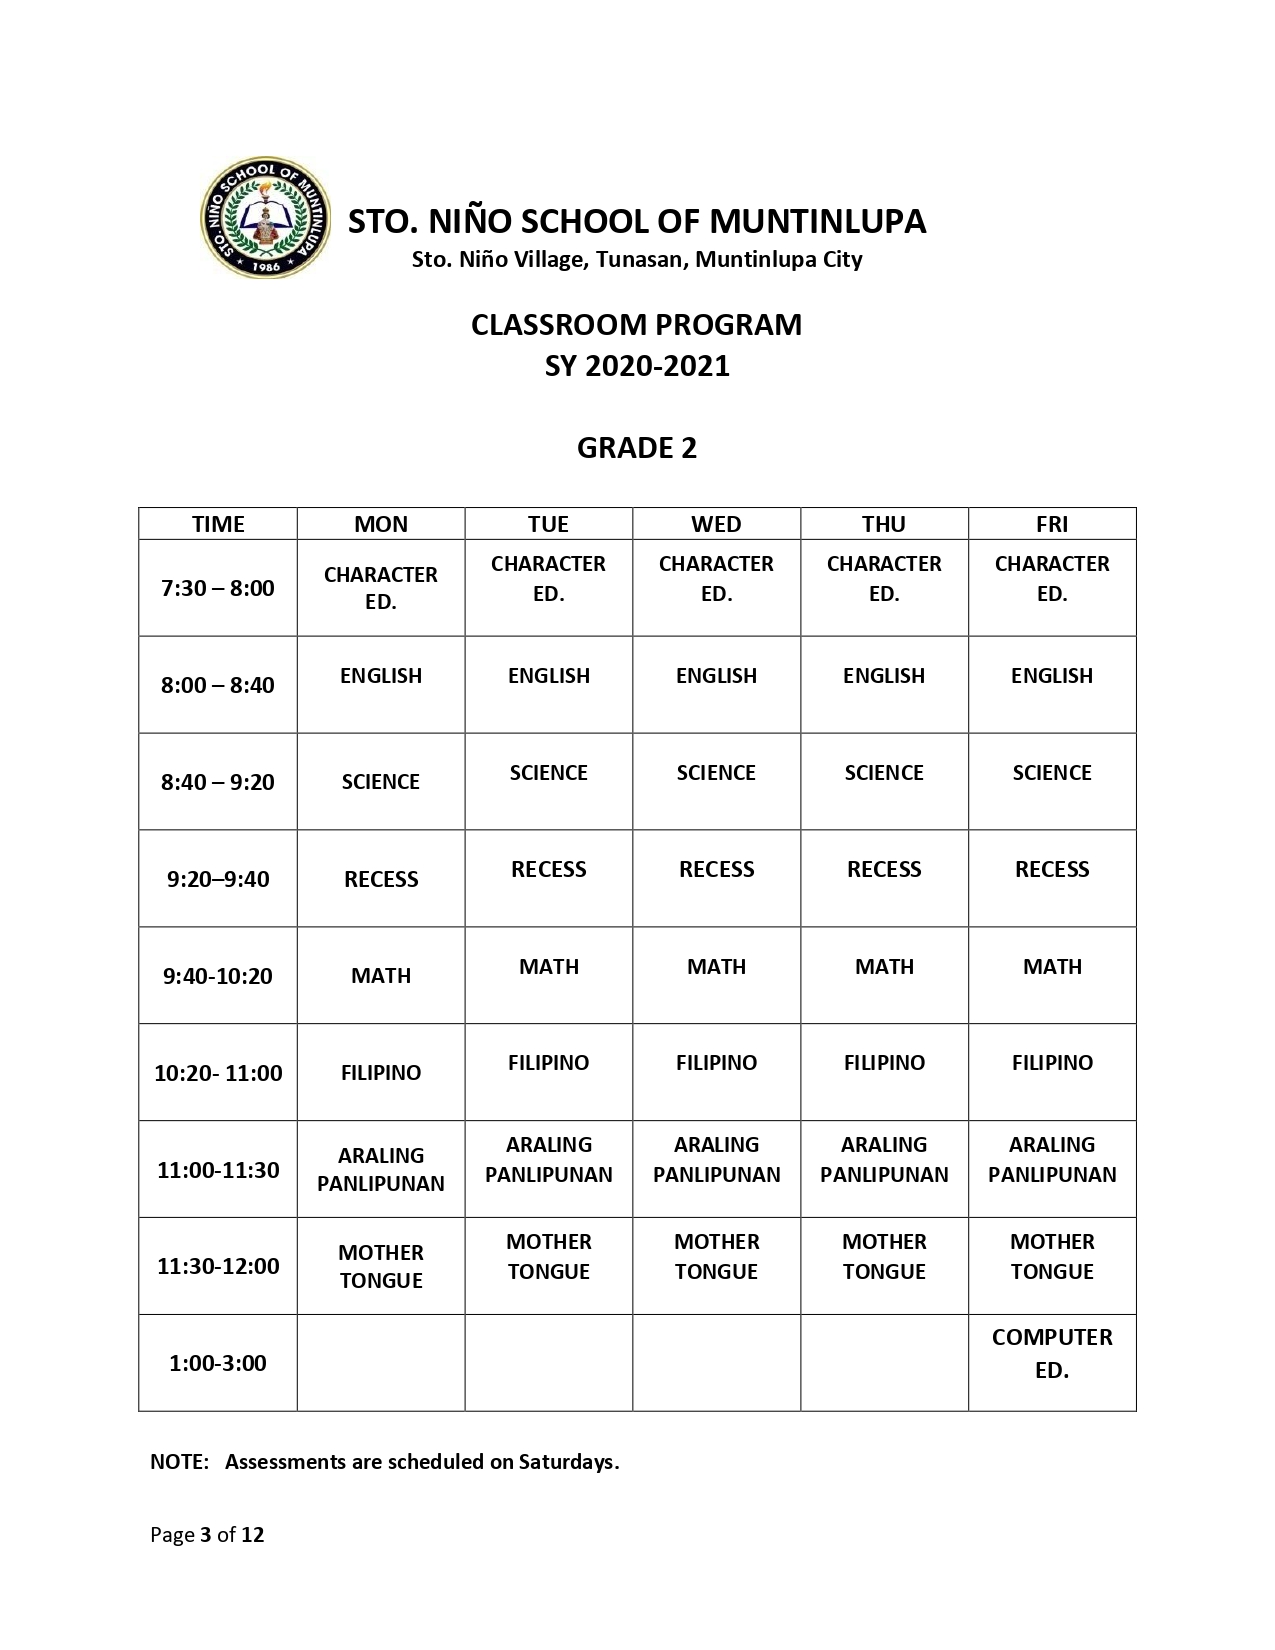 STO. NIÑO SCHOOL OF MUNTINLUPA
1986
STO. NIÑO SCHOOL OF MUNTINLUPA
Sto. Niño Village, Tunasan, Muntinlupa City
CLASSROOM PROGRAM
SY 2020-2021
GRADE 2
TIME MON TUE WED THU FRI
7:30 – 8:00 CHARACTER ED. CHARACTER ED. CHARACTER ED. CHARACTER ED. CHARACTER ED.
8:00 – 8:40 ENGLISH ENGLISH ENGLISH ENGLISH ENGLISH
8:40 – 9:20 SCIENCE SCIENCE SCIENCE SCIENCE SCIENCE
9:20–9:40 RECESS RECESS RECESS RECESS RECESS
9:40-10:20 MATH MATH MATH MATH MATH
10:20- 11:00 FILIPINO FILIPINO FILIPINO FILIPINO FILIPINO
11:00-11:30 ARALING PANLIPUNAN ARALING PANLIPUNAN ARALING PANLIPUNAN ARALING PANLIPUNAN ARALING PANLIPUNAN
11:30-12:00 MOTHER TONGUE MOTHER TONGUE MOTHER TONGUE MOTHER TONGUE MOTHER TONGUE
1:00-3:00 COMPUTER ED.
NOTE: Assessments are scheduled on Saturdays.
Page 3 of 12